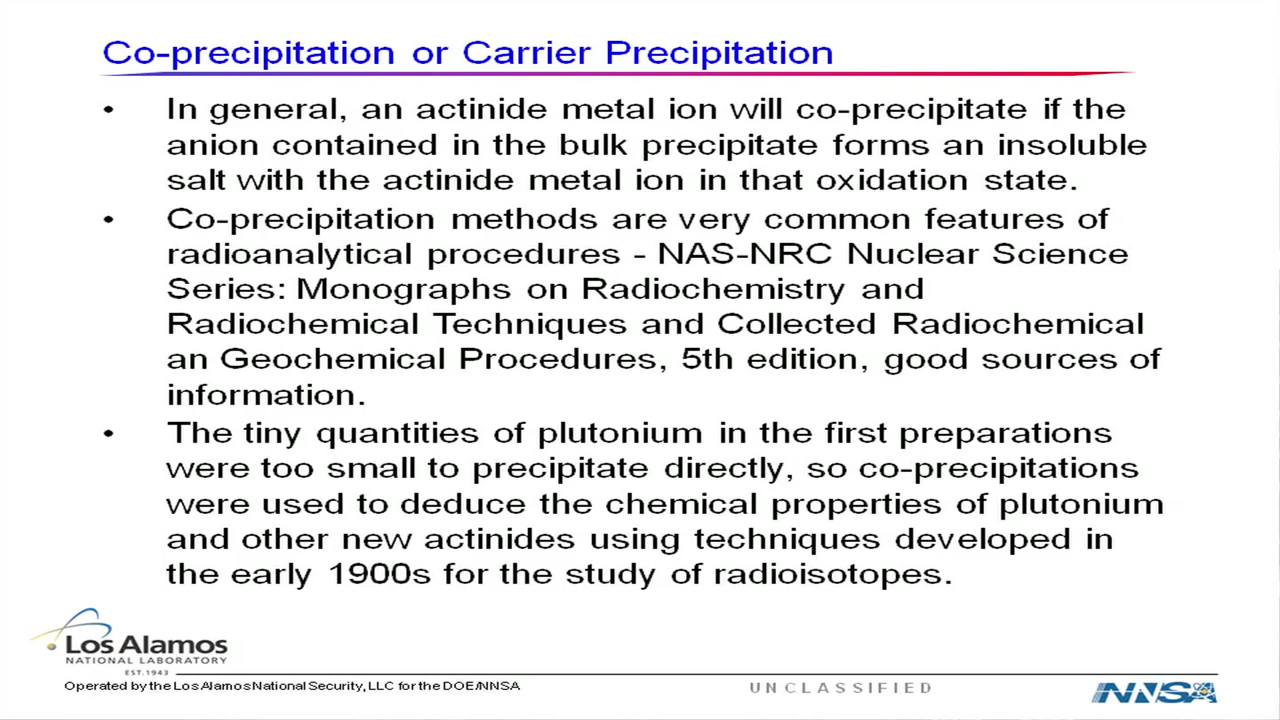 Co-precipitation or Carrier Precipitation
• In general, an actinide metal ion will co-precipitate if the
anion contained in the bulk precipitate forms an insoluble
salt with the actinide metal ion in that oxidation state.
• Co-precipitation methods are very common features of
radioanalytical procedures - NAS-NRC Nuclear Science
Series: Monographs on Radiochemistry and
Radiochemical Techniques and Collected Radiochemical
an Geochemical Procedures, 5th edition, good sources of
information.
• The tiny quantities of plutonium in the first preparations
were too small to precipitate directly, so co-precipitations
were used to deduce the chemical properties of plutonium
and other new actinides using techniques developed in
the early 1900s for the study of radioisotopes.
Los Alamos
NATIONAL LABORATORY
EST.1943
Operated by the Los Alamos National Security, LLC for the DOE/NNSA
UNCLASSIFIED
NNSA